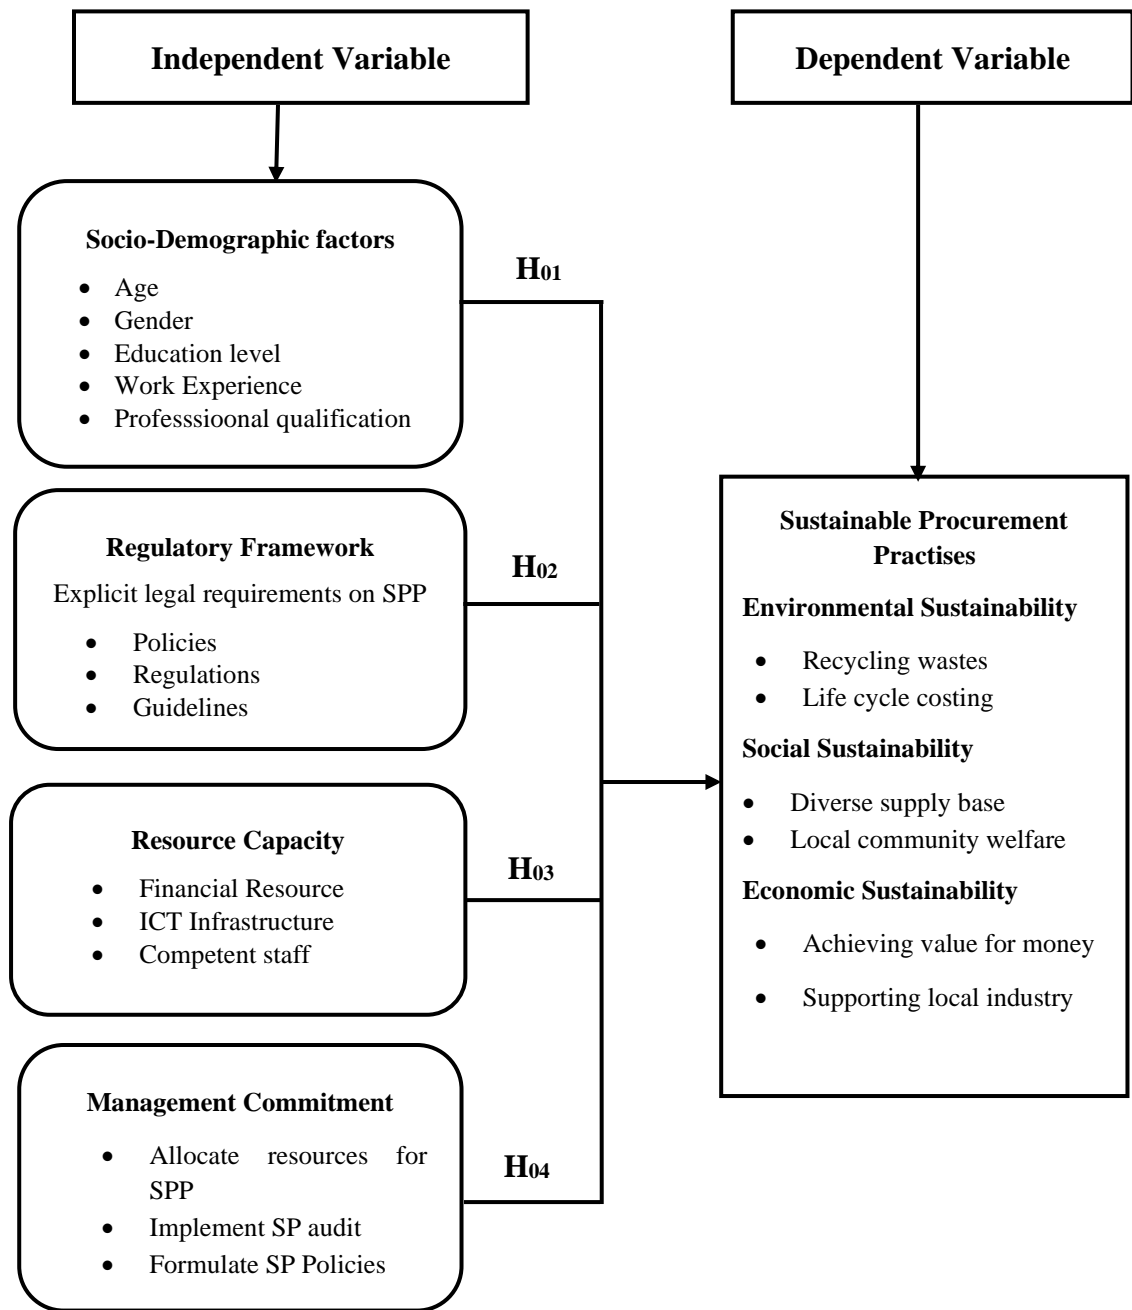 Independent Variable
Dependent Variable
Socio-Demographic factors
• Age
• Gender
• Education level
• Work Experience
• Professsioonal qualification
H01
Regulatory Framework
Explicit legal requirements on SPP
• Policies
• Regulations
• Guidelines
H02
Resource Capacity
• Financial Resource
• ICT Infrastructure
• Competent staff
H03
Management Commitment
• Allocate resources for
SPP
• Implement SP audit
• Formulate SP Policies
H04
Sustainable Procurement
Practises
Environmental Sustainability
• Recycling wastes
• Life cycle costing
Social Sustainability
• Diverse supply base
• Local community welfare
Economic Sustainability
• Achieving value for money
• Supporting local industry